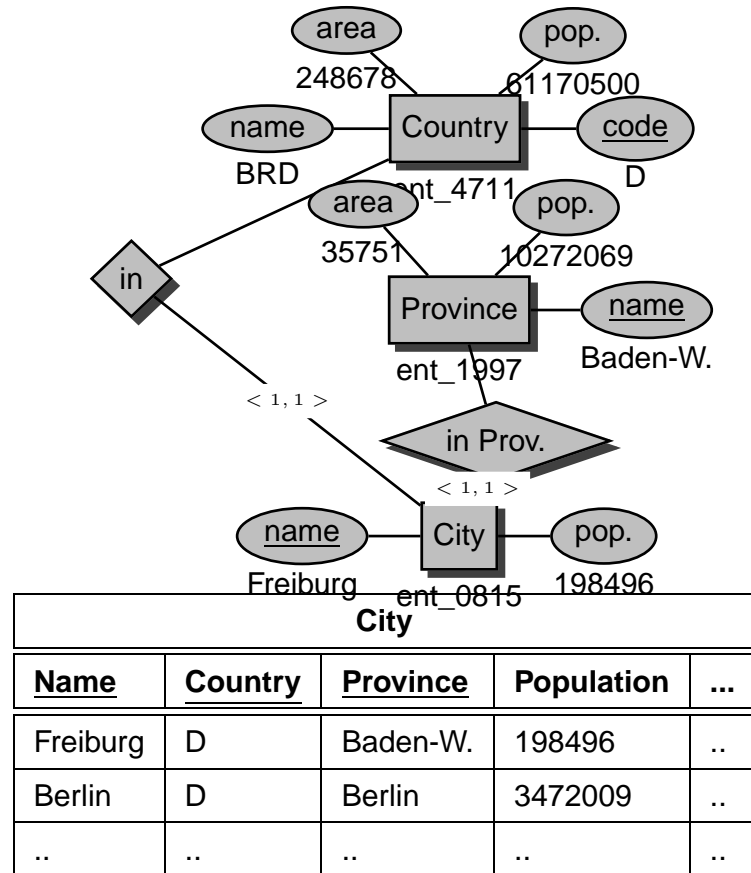 area pop.
248678 61170500
name Country code
BRD ent_4711 D
area pop.
35751 10272069
in
Province name
ent_1997 Baden-W.
< 1, 1 >
in Prov.
< 1, 1 >
name City pop.
Freiburg ent_0815 198496
City
Name Country Province Population ...
Freiburg D Baden-W. 198496 ..
Berlin D Berlin 3472009 ..
.. .. .. .. ..